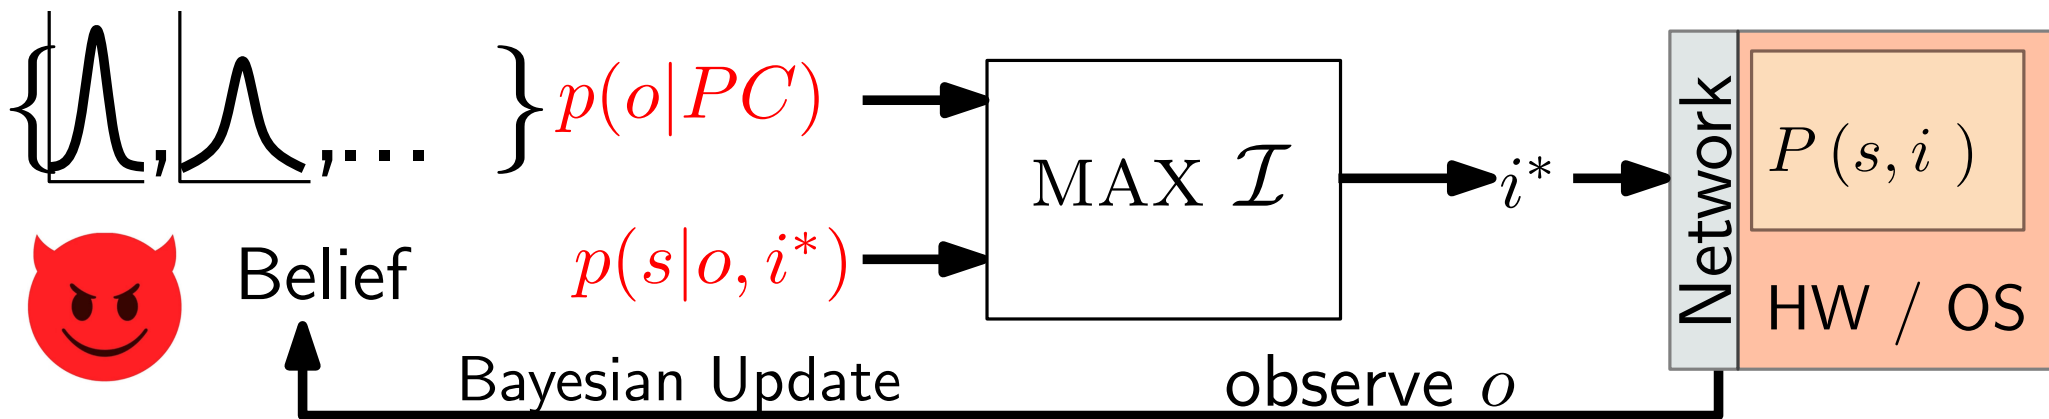 { , ,... } p(o|PC)
p(s|o, i*)
MAX ℐ
i*
Network
P (s, i )
HW / OS
Belief
Bayesian Update
observe o